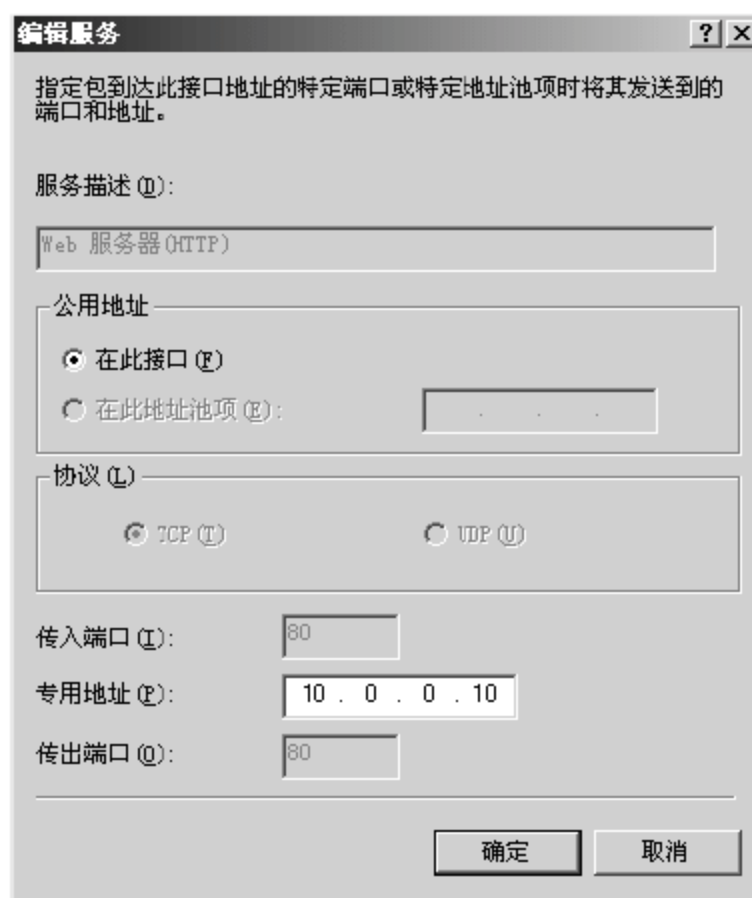 编辑服务
指定包到达此接口地址的特定端口或特定地址池项时将其发送到的
端口和地址。
服务描述(D):
Web 服务器(HTTP)
公用地址
在此接口(F)
在此地址池项(E): . . .
协议(L)
TCP(T) UDP(U)
传入端口(I): 80
专用地址(P): 10 . 0 . 0 . 10
传出端口(O): 80
确定 取消